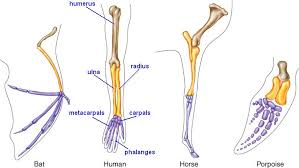 humerus
ulna
radius
metacarpals
carpals
phalanges
Bat
Human
Horse
Porpoise